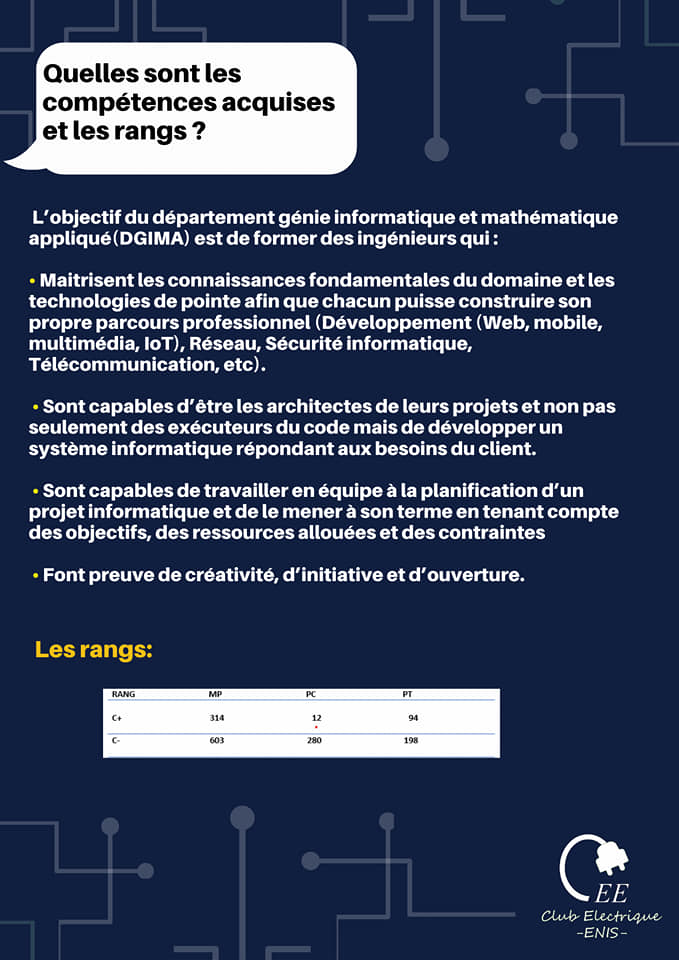 Quelles sont les
compétences acquises
et les rangs ?
L’objectif du département génie informatique et mathématique
appliqué(DGIMA) est de former des ingénieurs qui :
• Maitrisent les connaissances fondamentales du domaine et les
technologies de pointe afin que chacun puisse construire son
propre parcours professionnel (Développement (Web, mobile,
multimédia, IoT), Réseau, Sécurité informatique,
Télécommunication, etc).
• Sont capables d’être les architectes de leurs projets et non pas
seulement des exécuteurs du code mais de développer un
système informatique répondant aux besoins du client.
• Sont capables de travailler en équipe à la planification d’un
projet informatique et de le mener à son terme en tenant compte
des objectifs, des ressources allouées et des contraintes
• Font preuve de créativité, d’initiative et d’ouverture.
Les rangs:
RANG MP PC PT
C+ 314 12 94
C- 603 280 198
CEE
Club Electrique
-ENIS-